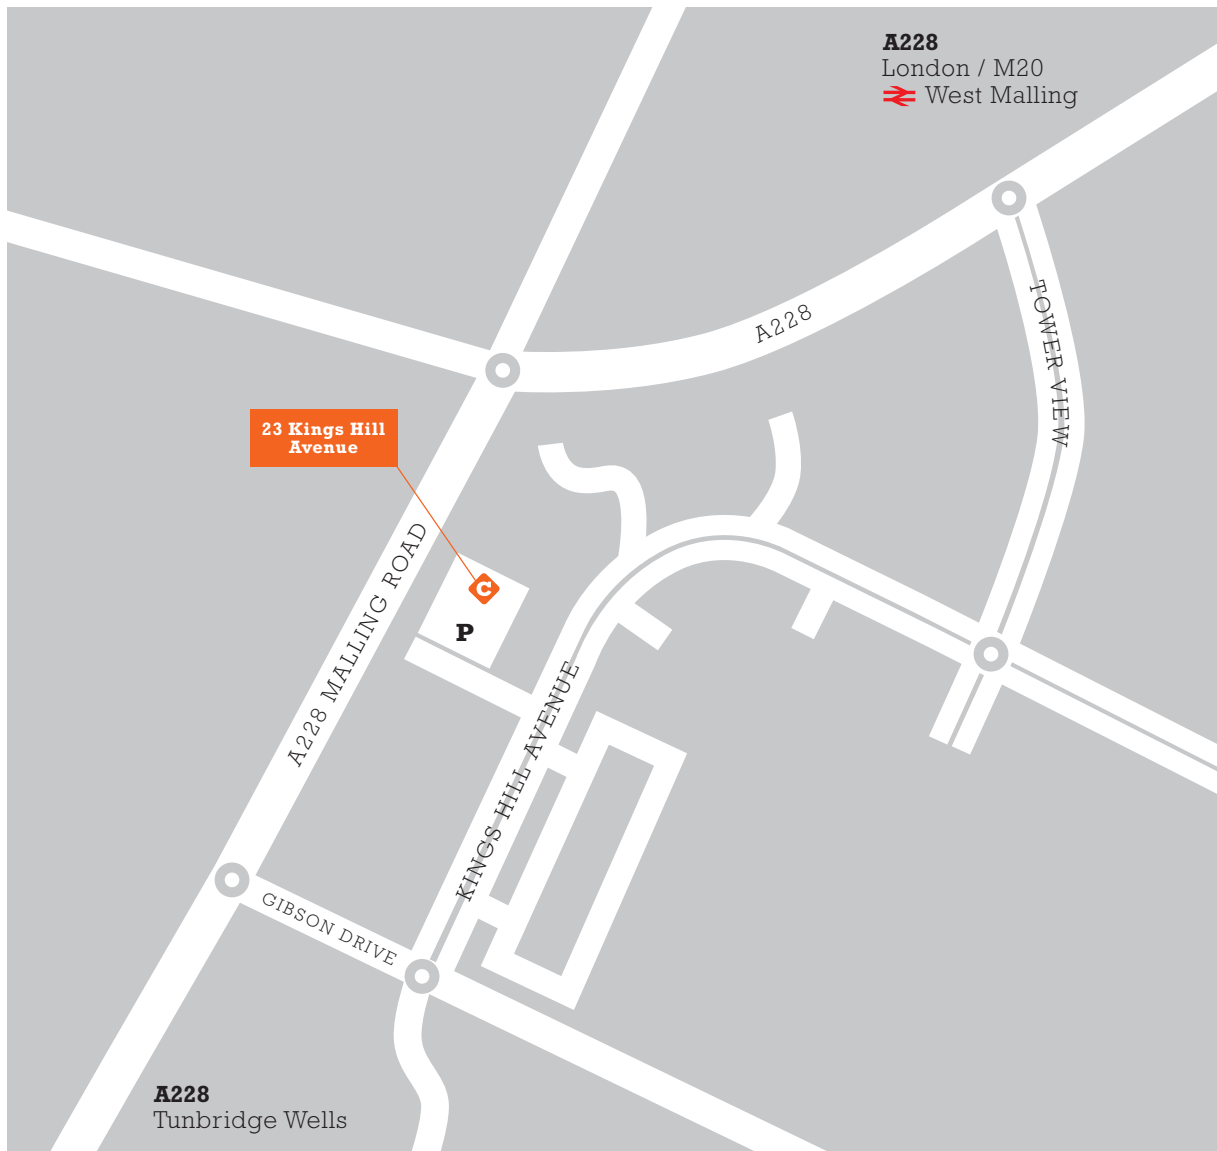 A228
London / M20
West Malling
A228
TOWER VIEW
23 Kings Hill
Avenue
A228 MALLING ROAD
C
P
KINGS HILL AVENUE
GIBSON DRIVE
A228
Tunbridge Wells